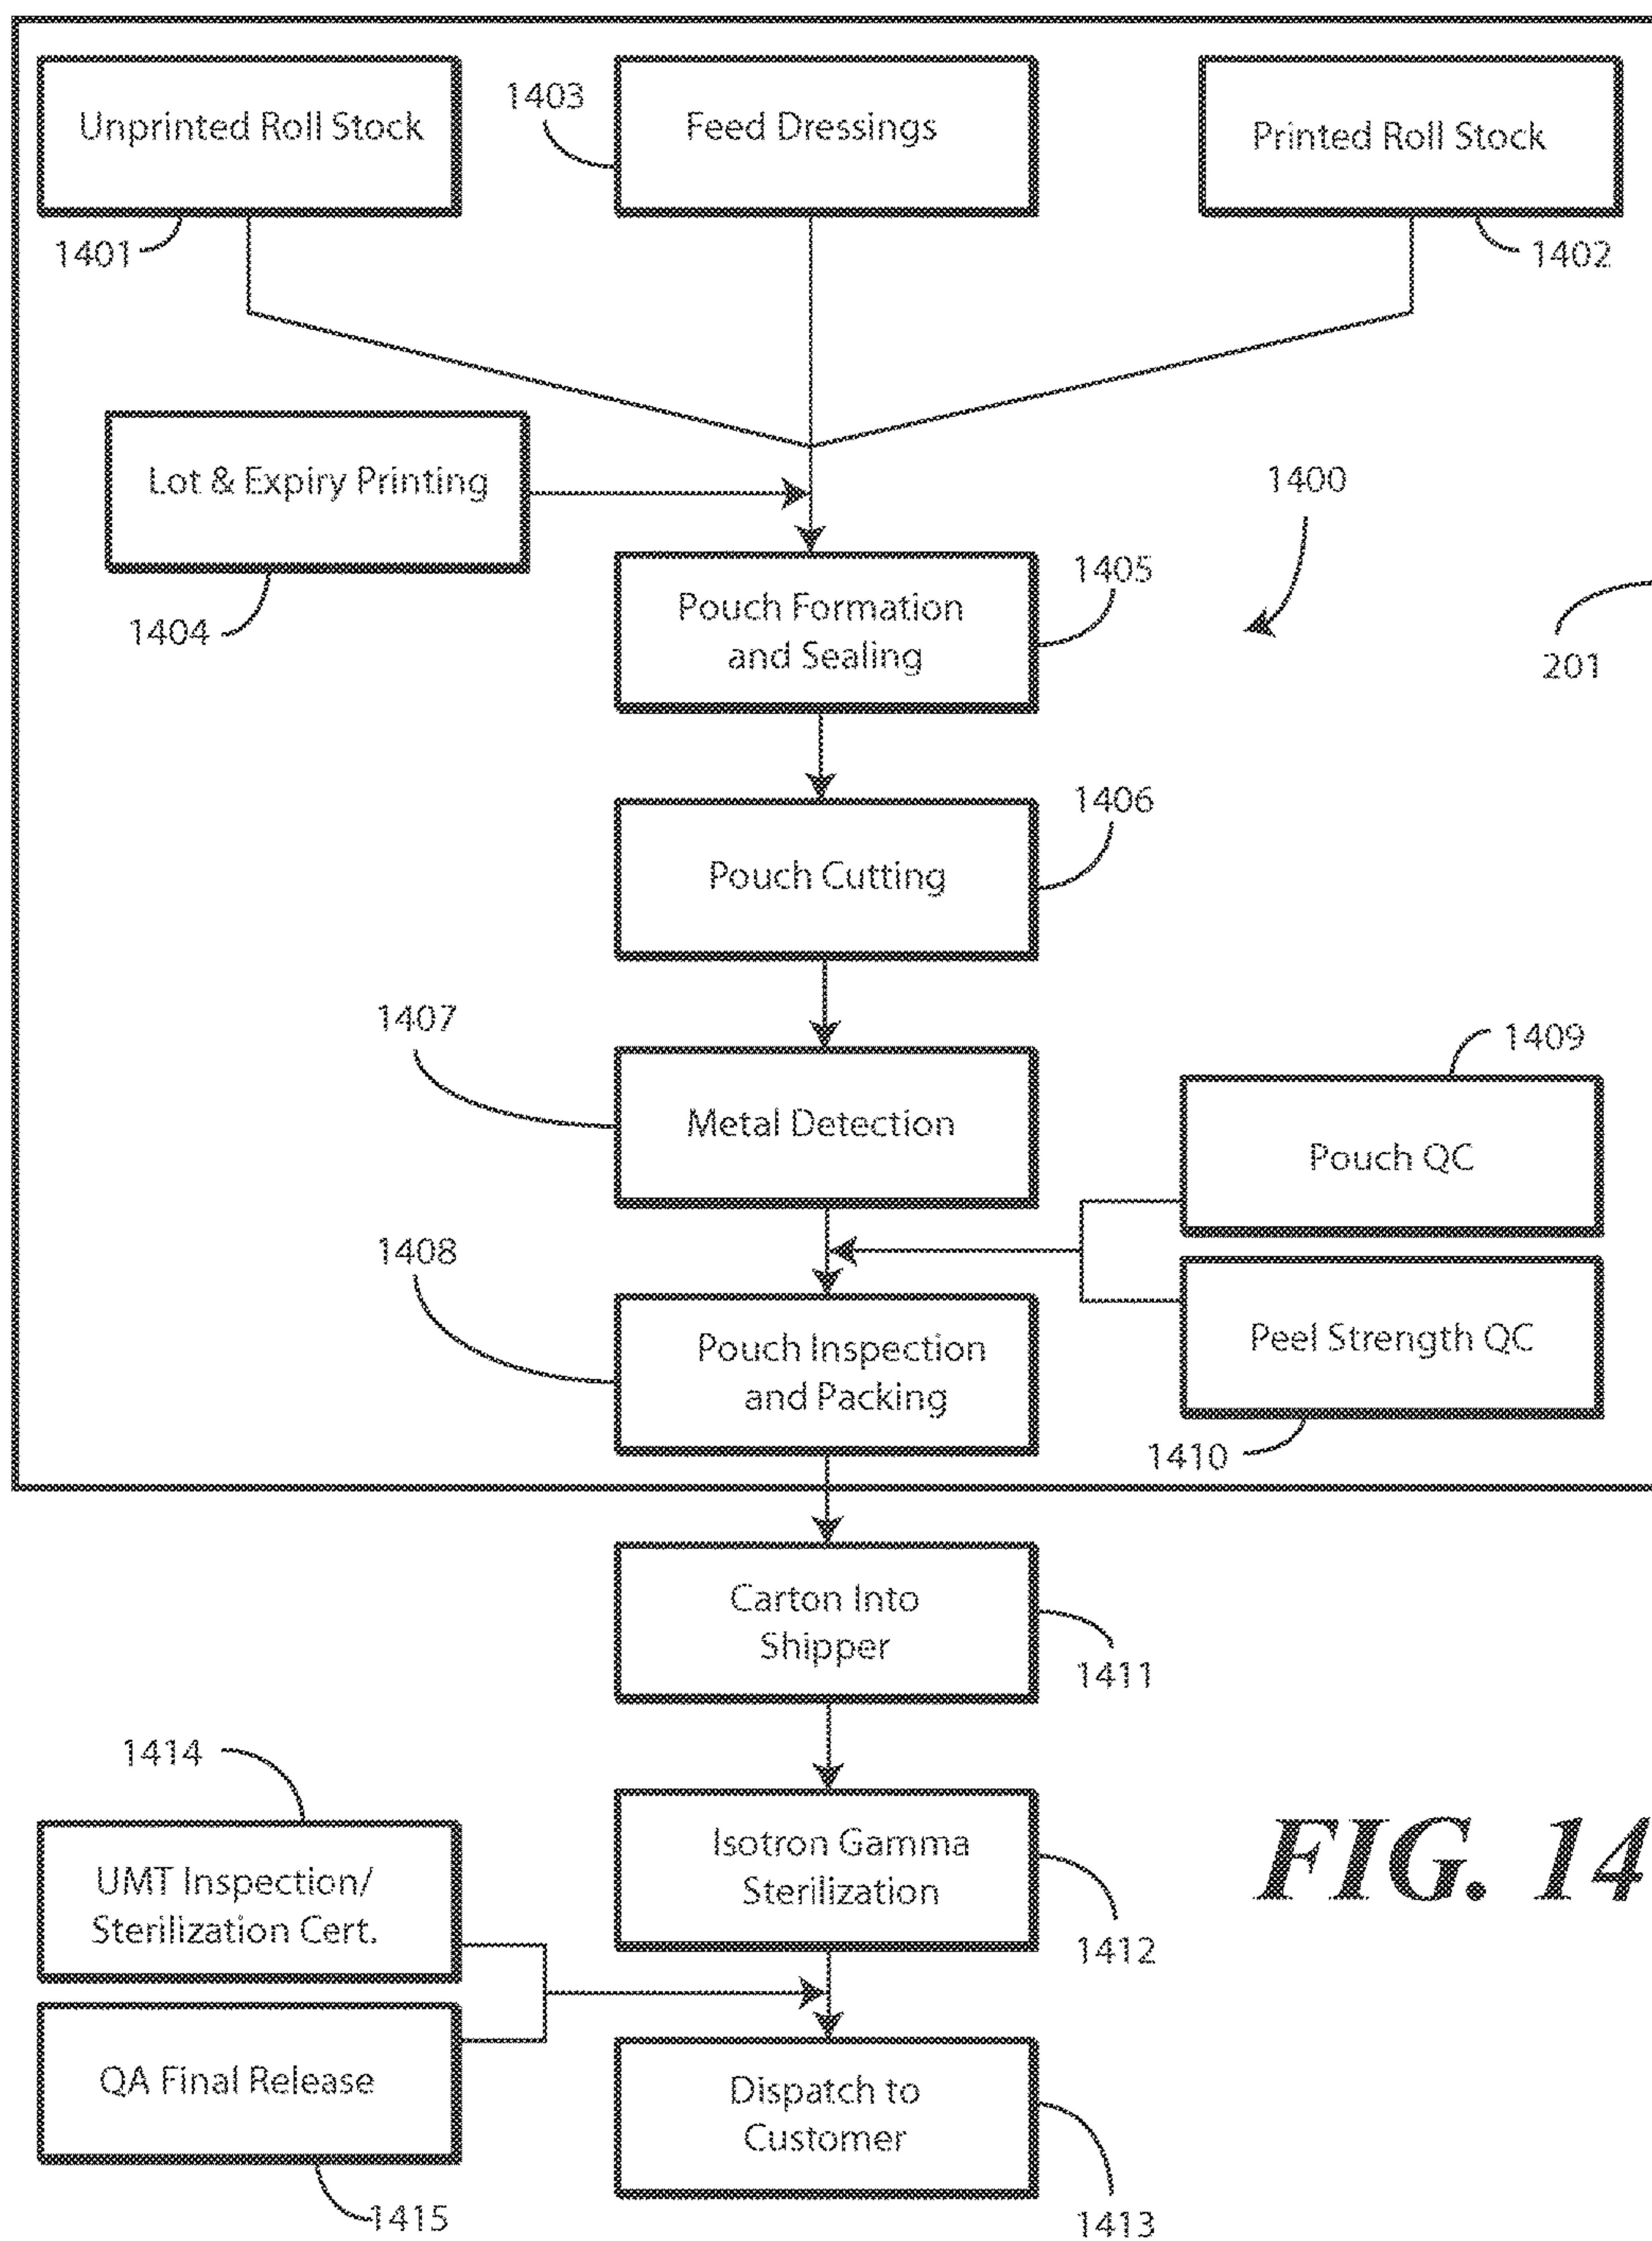 Unprinted Roll Stock
1401
1403
Feed Dressings
Printed Roll Stock
1402
Lot & Expiry Printing
1404
1400
201
1405
Pouch Formation
and Sealing
1406
Pouch Cutting
1407
Metal Detection
1409
Pouch QC
1408
Pouch Inspection
and Packing
Peel Strength QC
1410
Carton Into
Shipper
1411
1414
UMT Inspection/
Sterilization Cert.
Isotron Gamma
Sterilization
1412
FIG. 14
QA Final Release
1415
Dispatch to
Customer
1413